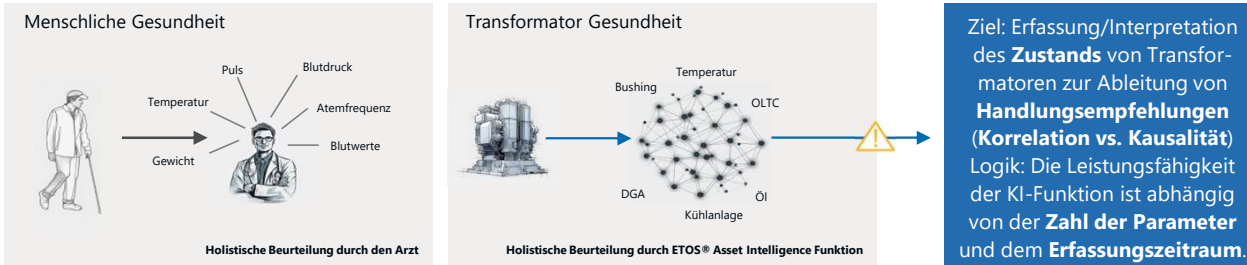 Menschliche Gesundheit
Puls
Blutdruck
Temperatur
Atemfrequenz
Gewicht
Blutwerte
Holistische Beurteilung durch den Arzt
Transformator Gesundheit
Temperatur
Bushing
OLTC
DGA
Öl
Kühlanlage
Holistische Beurteilung durch ETOS® Asset Intelligence Funktion
Ziel: Erfassung/Interpretation
des Zustands von Transfor-
matoren zur Ableitung von
Handlungsempfehlungen
(Korrelation vs. Kausalität)
Logik: Die Leistungsfähigkeit
der KI-Funktion ist abhängig
von der Zahl der Parameter
und dem Erfassungszeitraum.